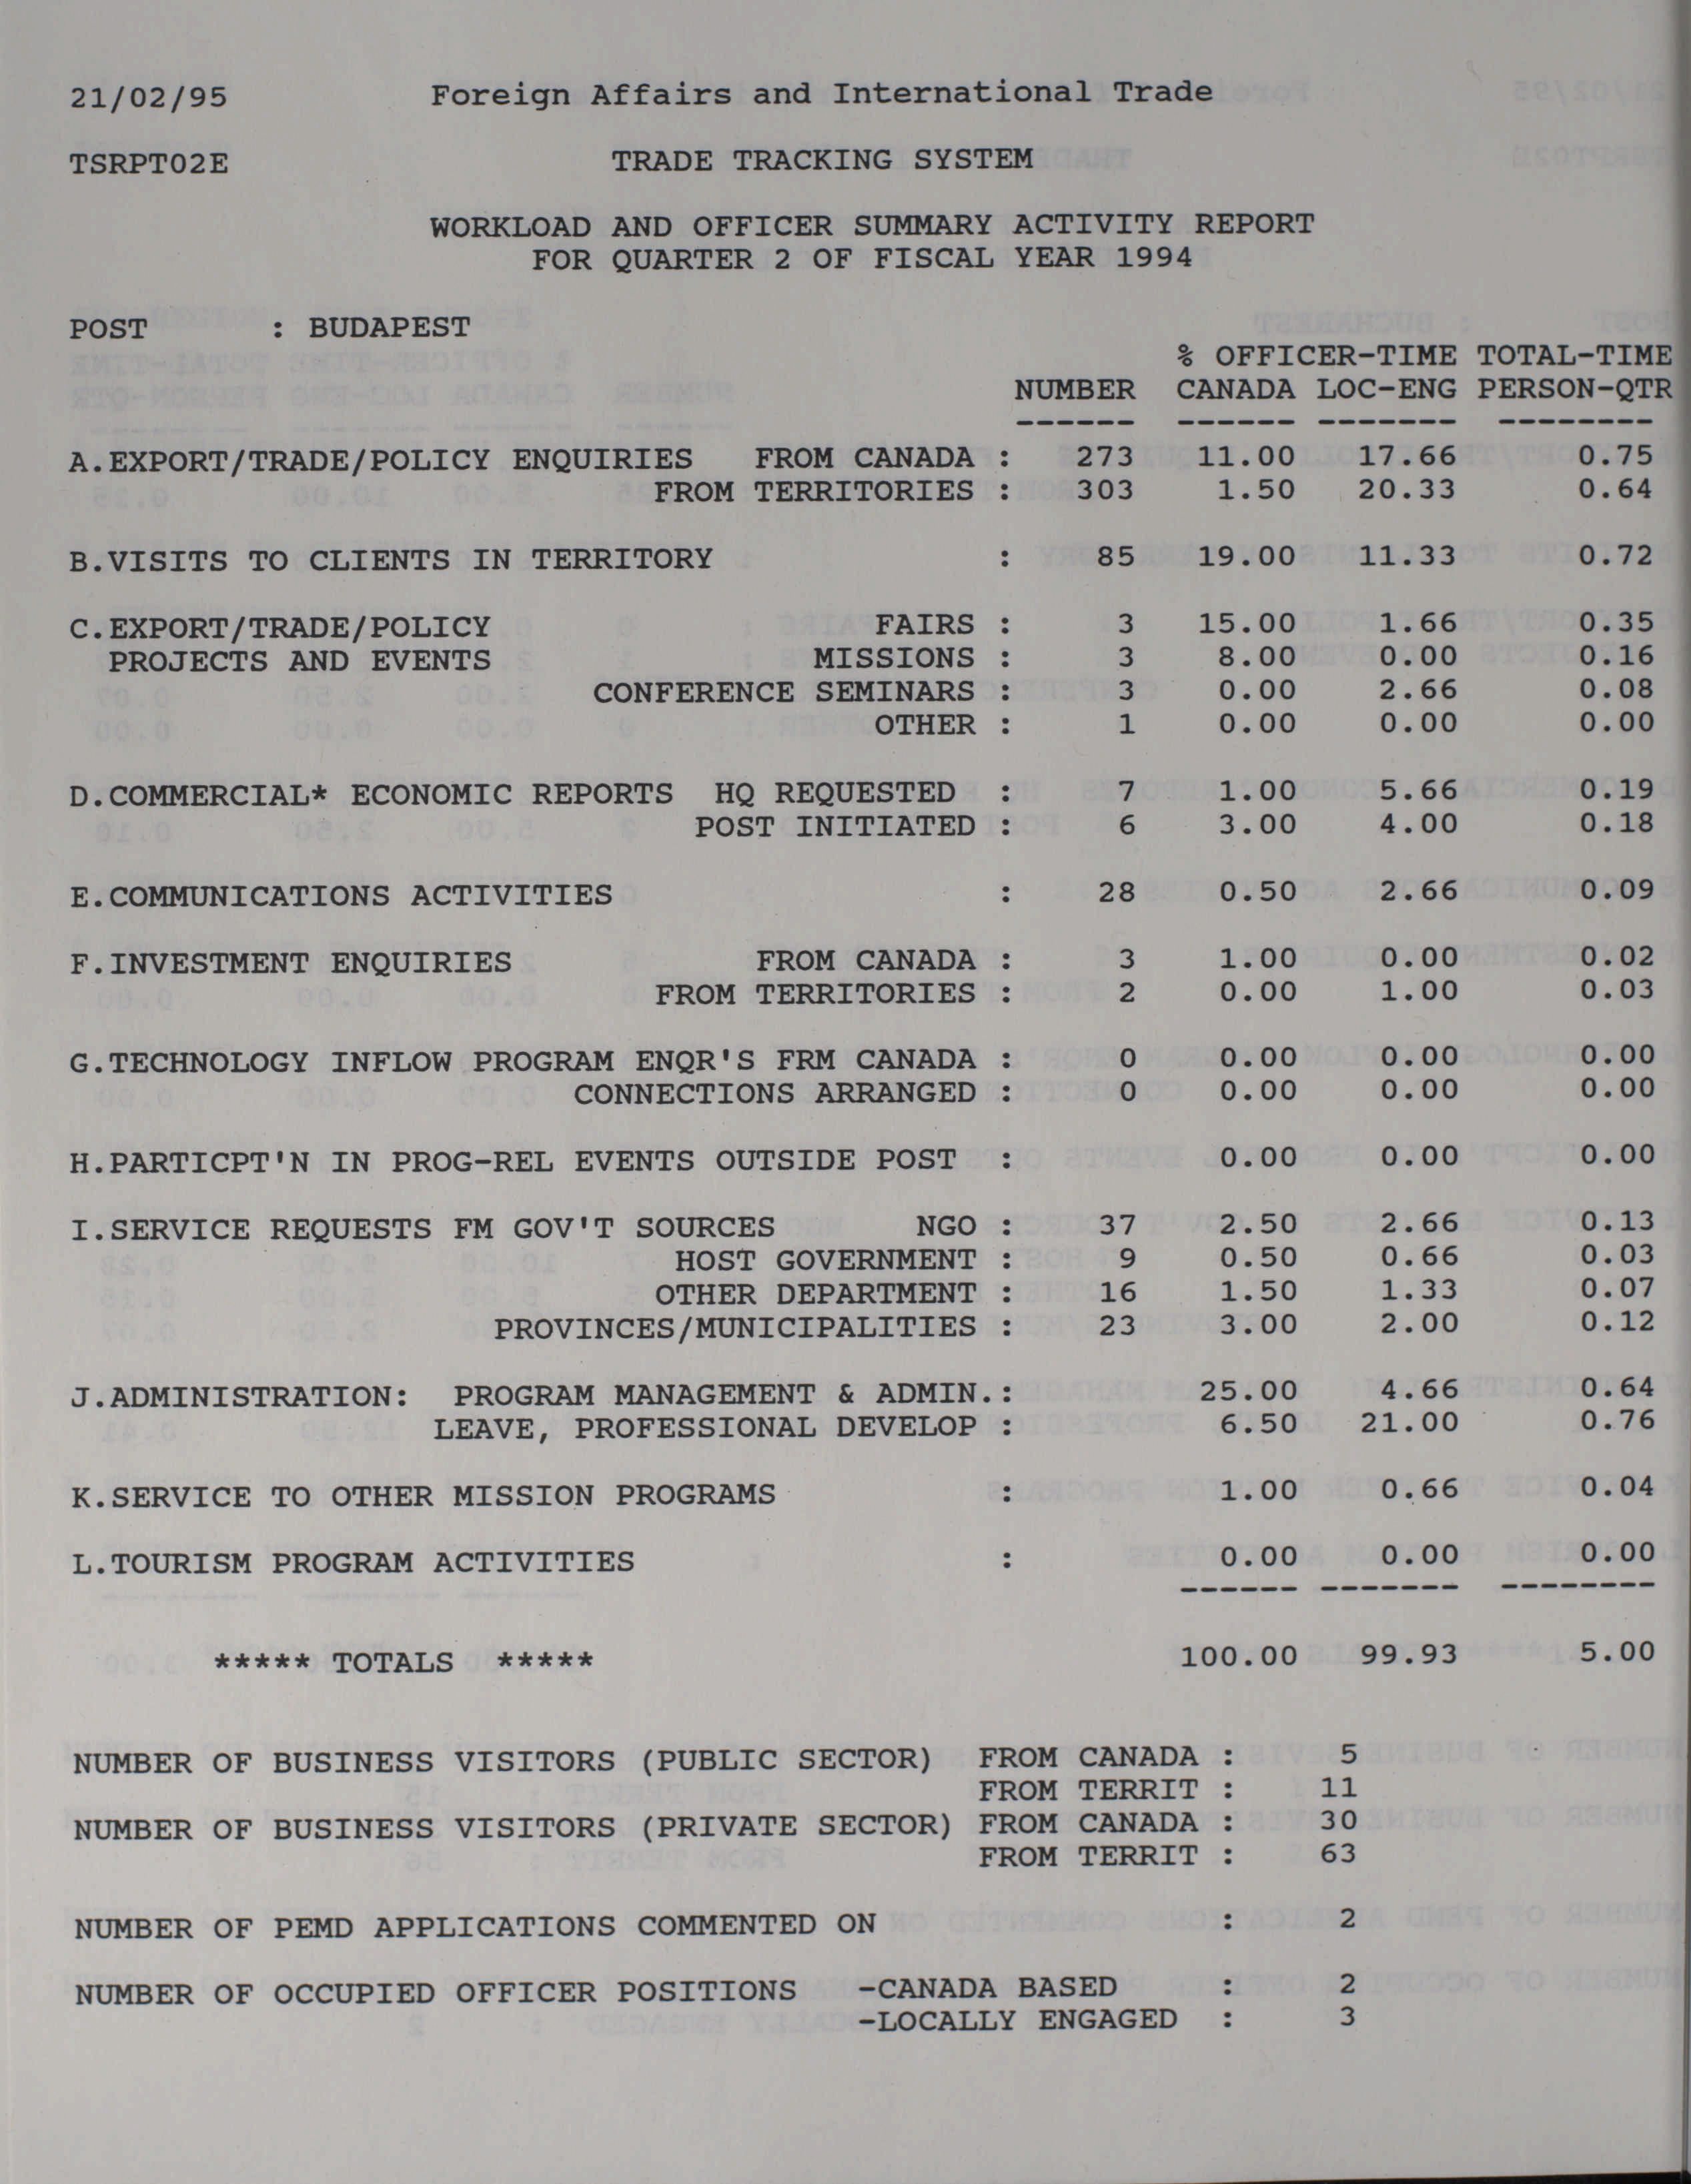 21/02/95 Foreign Affairs and International Trade
TSRPT02E TRADE TRACKING SYSTEM
WORKLOAD AND OFFICER SUMMARY ACTIVITY REPORT
FOR QUARTER 2 OF FISCAL YEAR 1994
POST : BUDAPEST
% OFFICER-TIME TOTAL-TIME
NUMBER CANADA LOC-ENG PERSON-QTR
------ ------ ------- --------
A.EXPORT/TRADE/POLICY ENQUIRIES FROM CANADA : 273 11.00 17.66 0.75
FROM TERRITORIES : 303 1.50 20.33 0.64
B.VISITS TO CLIENTS IN TERRITORY : 85 19.00 11.33 0.72
C.EXPORT/TRADE/POLICY FAIRS : 3 15.00 1.66 0.35
PROJECTS AND EVENTS MISSIONS : 3 8.00 0.00 0.16
CONFERENCE SEMINARS : 3 0.00 2.66 0.08
OTHER : 1 0.00 0.00 0.00
D.COMMERCIAL* ECONOMIC REPORTS HQ REQUESTED : 7 1.00 5.66 0.19
POST INITIATED : 6 3.00 4.00 0.18
E.COMMUNICATIONS ACTIVITIES : 28 0.50 2.66 0.09
F.INVESTMENT ENQUIRIES FROM CANADA : 3 1.00 0.00 0.02
FROM TERRITORIES : 2 0.00 1.00 0.03
G.TECHNOLOGY INFLOW PROGRAM ENQR'S FRM CANADA : 0 0.00 0.00 0.00
CONNECTIONS ARRANGED : 0 0.00 0.00 0.00
H.PARTICPT'N IN PROG-REL EVENTS OUTSIDE POST : 0.00 0.00 0.00
I.SERVICE REQUESTS FM GOV'T SOURCES NGO : 37 2.50 2.66 0.13
HOST GOVERNMENT : 9 0.50 0.66 0.03
OTHER DEPARTMENT : 16 1.50 1.33 0.07
PROVINCES/MUNICIPALITIES : 23 3.00 2.00 0.12
J.ADMINISTRATION: PROGRAM MANAGEMENT & ADMIN.: 25.00 4.66 0.64
LEAVE, PROFESSIONAL DEVELOP : 6.50 21.00 0.76
K.SERVICE TO OTHER MISSION PROGRAMS : 1.00 0.66 0.04
L.TOURISM PROGRAM ACTIVITIES : 0.00 0.00 0.00
------ ------- --------
***** TOTALS ***** 100.00 99.93 5.00
NUMBER OF BUSINESS VISITORS (PUBLIC SECTOR) FROM CANADA : 5
FROM TERRIT : 11
NUMBER OF BUSINESS VISITORS (PRIVATE SECTOR) FROM CANADA : 30
FROM TERRIT : 63
NUMBER OF PEMD APPLICATIONS COMMENTED ON : 2
NUMBER OF OCCUPIED OFFICER POSITIONS -CANADA BASED : 2
-LOCALLY ENGAGED : 3